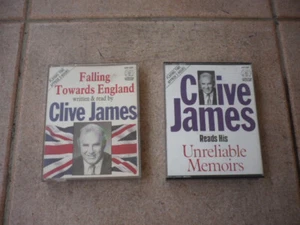 Falling
Towards England
written & read by
Clive James
Clive
James
Reads His
Unreliable
Memoirs